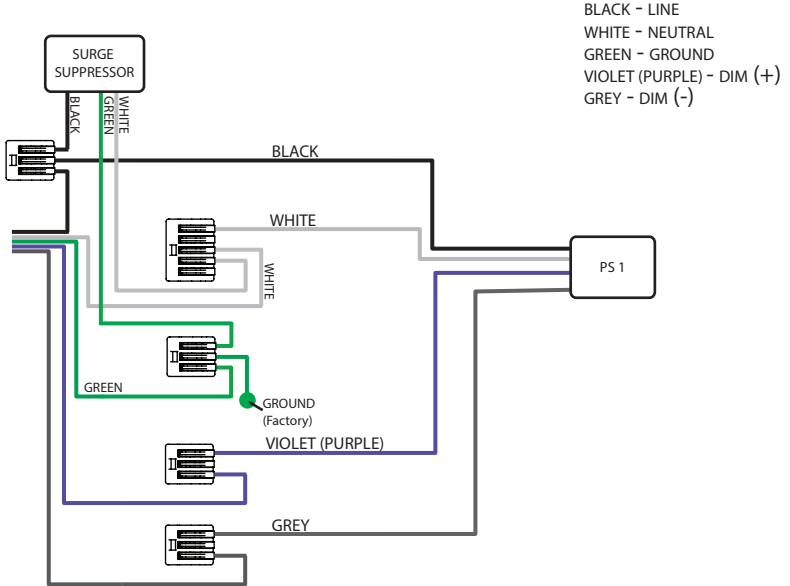 BLACK - LINE
WHITE - NEUTRAL
GREEN - GROUND
VIOLET (PURPLE) - DIM (+)
GREY - DIM (-)
SURGE
SUPPRESSOR
BLACK
GREEN
WHITE
BLACK
WHITE
WHITE
PS 1
GREEN
GROUND
(Factory)
VIOLET (PURPLE)
GREY